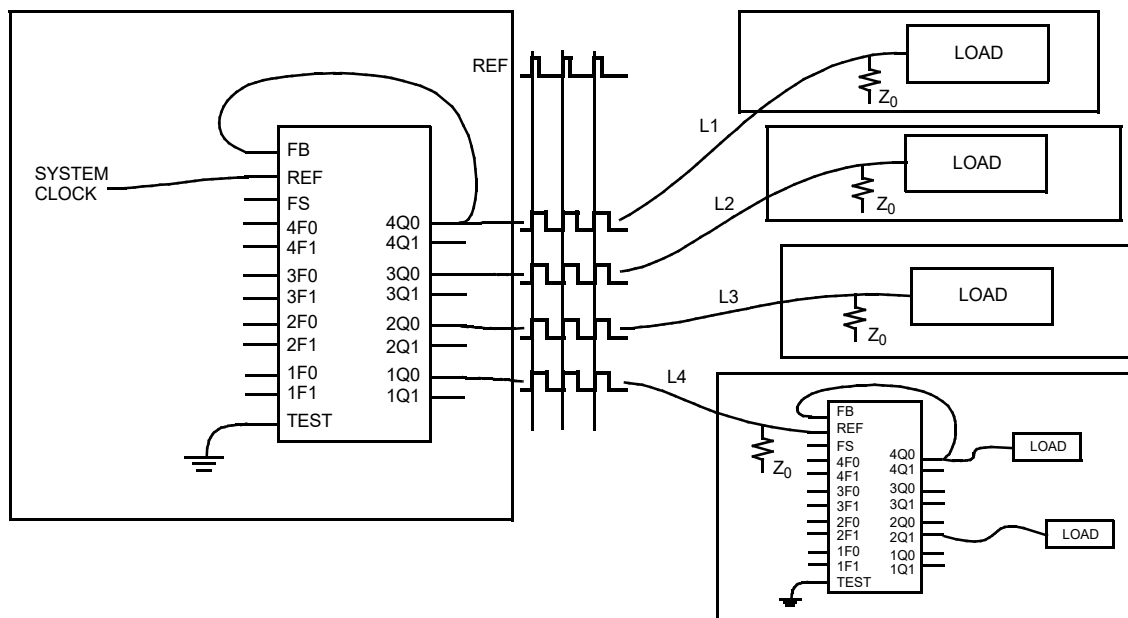 REF
SYSTEM
CLOCK
FB
REF
FS
4F0
4F1
3F0
3F1
2F0
2F1
1F0
1F1
TEST
4Q0
4Q1
3Q0
3Q1
2Q0
2Q1
1Q0
1Q1
L1
L2
L3
L4
LOAD
Z0
LOAD
Z0
LOAD
Z0
Z0
FB
REF
FS
4F0
4F1
3F0
3F1
2F0
2F1
1F0
1F1
TEST
4Q0
4Q1
3Q0
3Q1
2Q0
2Q1
1Q0
1Q1
LOAD
LOAD